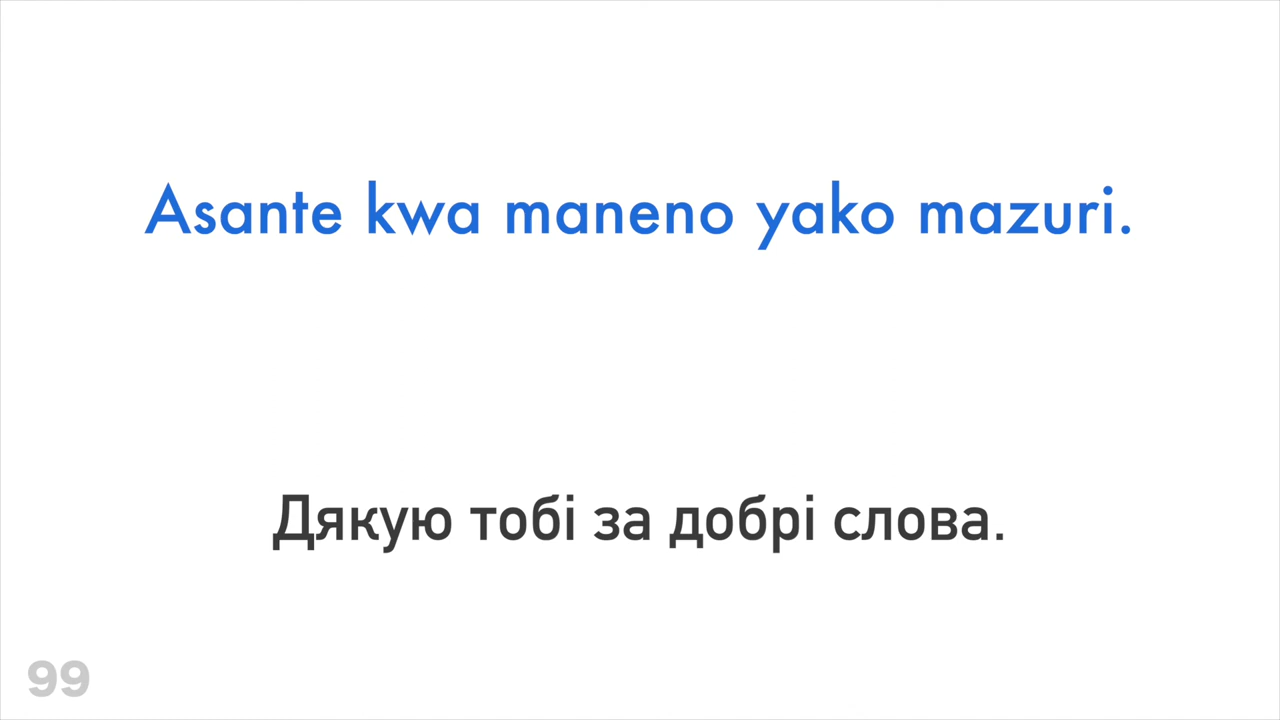 Asante kwa maneno yako mazuri.
Дякую тобі за добрі слова.
99